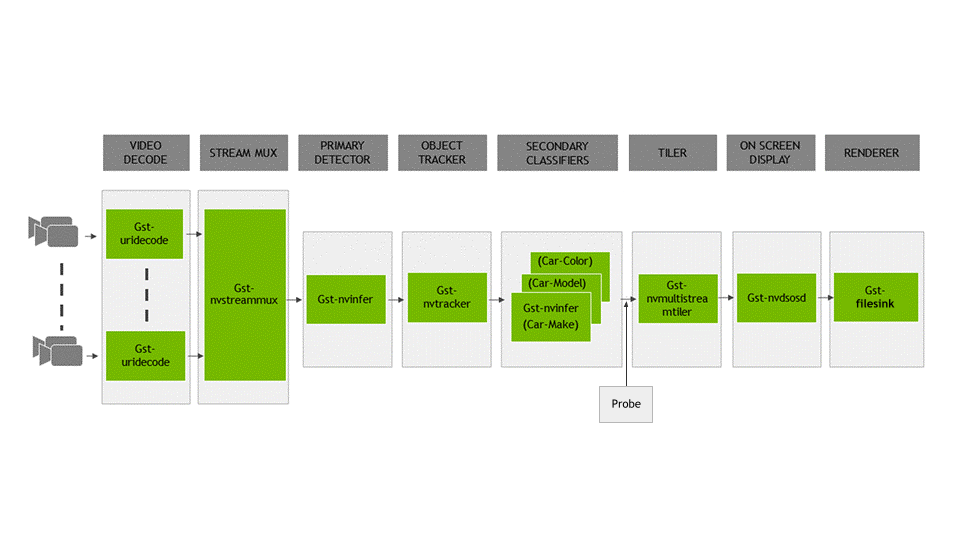 VIDEO
DECODE
STREAM MUX
PRIMARY
DETECTOR
OBJECT
TRACKER
SECONDARY
CLASSIFIERS
TILER
ON SCREEN
DISPLAY
RENDERER
Gst-
uridecode
Gst-
uridecode
Gst-
nvstreammux
Gst-nvinfer
Gst-
nvtracker
(Car-Color)
(Car-Model)
Gst-nvinfer
(Car-Make)
Gst-
nvmultistrea
mtiler
Gst-nvdsosd
Gst-
filesink
Probe